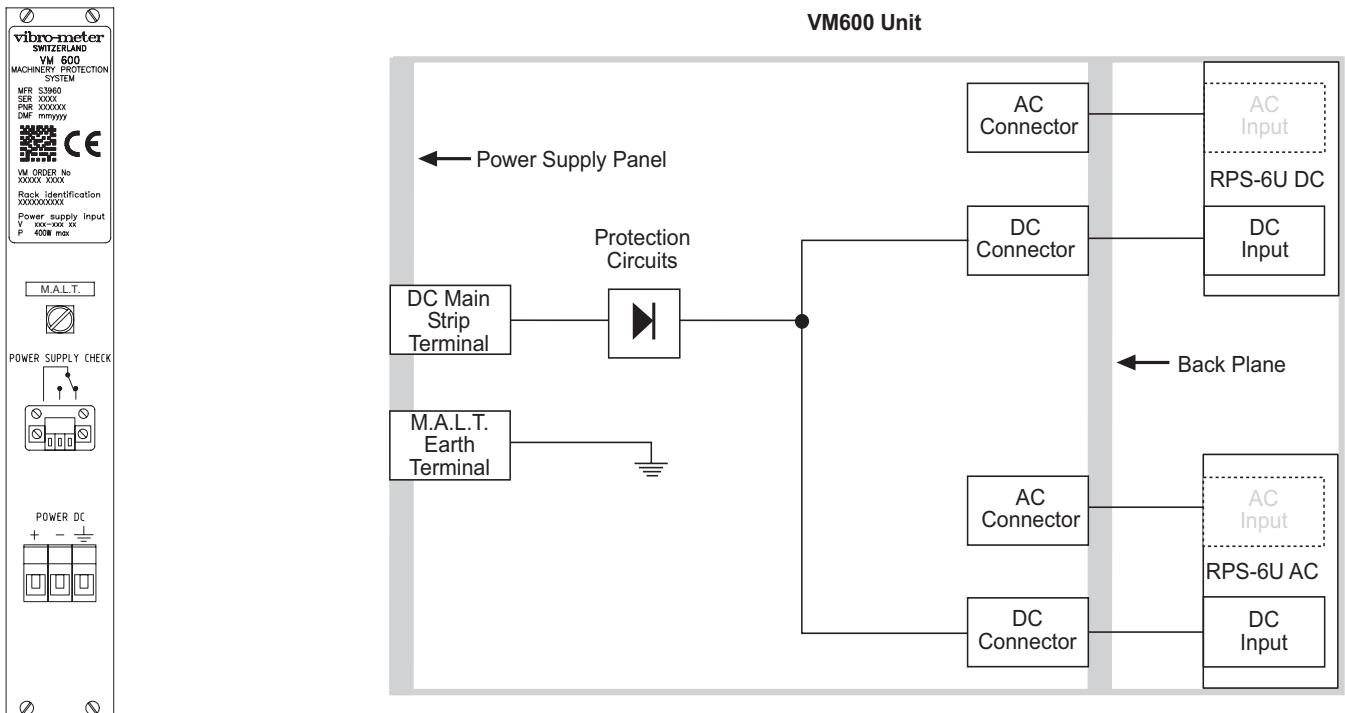 vibro-meter
SWITZERLAND
VM 600
MACHINERY PROTECTION
SYSTEM
MFR S3960
SER XXXX
PNR XXXXXX
DMF mmyyyy
CE
VM ORDER No
XXXXX XXXX
Rack identification
XXXXXXXXXX
Power supply input
V xxx-xxx xx
P 400W max
M.A.L.T.
POWER SUPPLY CHECK
POWER DC
+ -
VM600 Unit
Power Supply Panel
Protection
Circuits
DC Main
Strip
Terminal
M.A.L.T.
Earth
Terminal
AC
Connector
DC
Connector
Back Plane
AC
Connector
DC
Connector
AC
Input
RPS-6U DC
DC
Input
AC
Input
RPS-6U AC
DC
Input